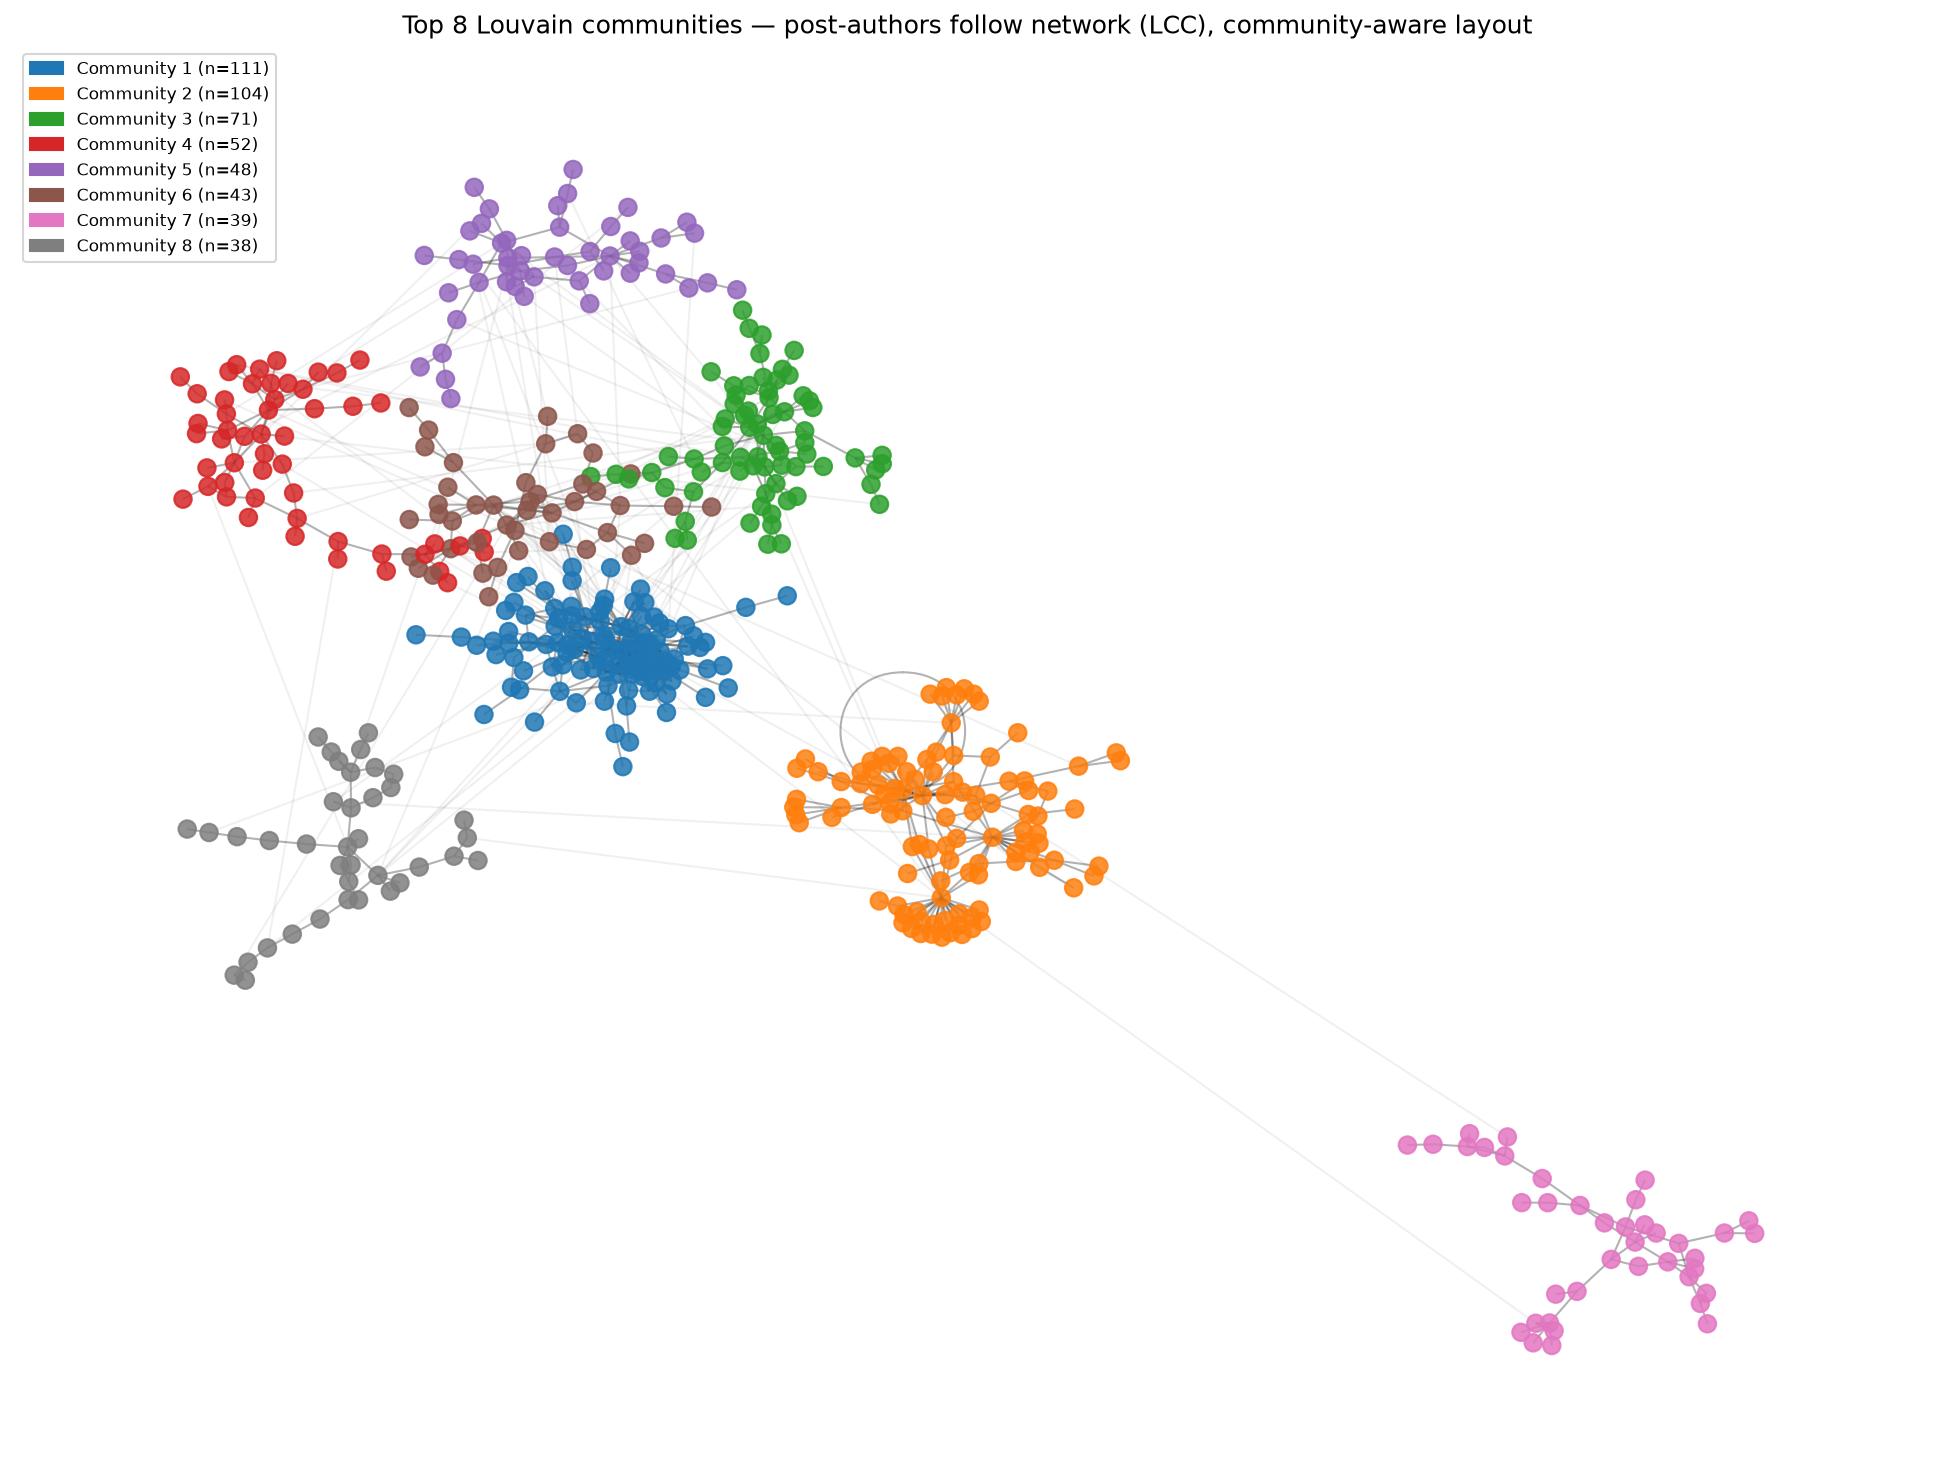 Top 8 Louvain communities — post-authors follow network (LCC), community-aware layout
Community 1 (n=111)
Community 2 (n=104)
Community 3 (n=71)
Community 4 (n=52)
Community 5 (n=48)
Community 6 (n=43)
Community 7 (n=39)
Community 8 (n=38)